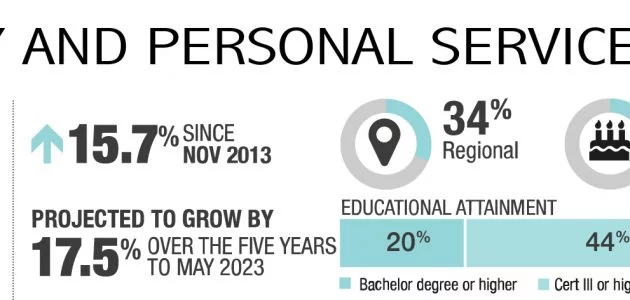 AND PERSONAL SERVICE
15.7% SINCE
NOV 2013
34%
Regional
PROJECTED TO GROW BY
17.5% OVER THE FIVE YEARS
TO MAY 2023
EDUCATIONAL ATTAINMENT
20% 44%
Bachelor degree or higher Cert III or hig